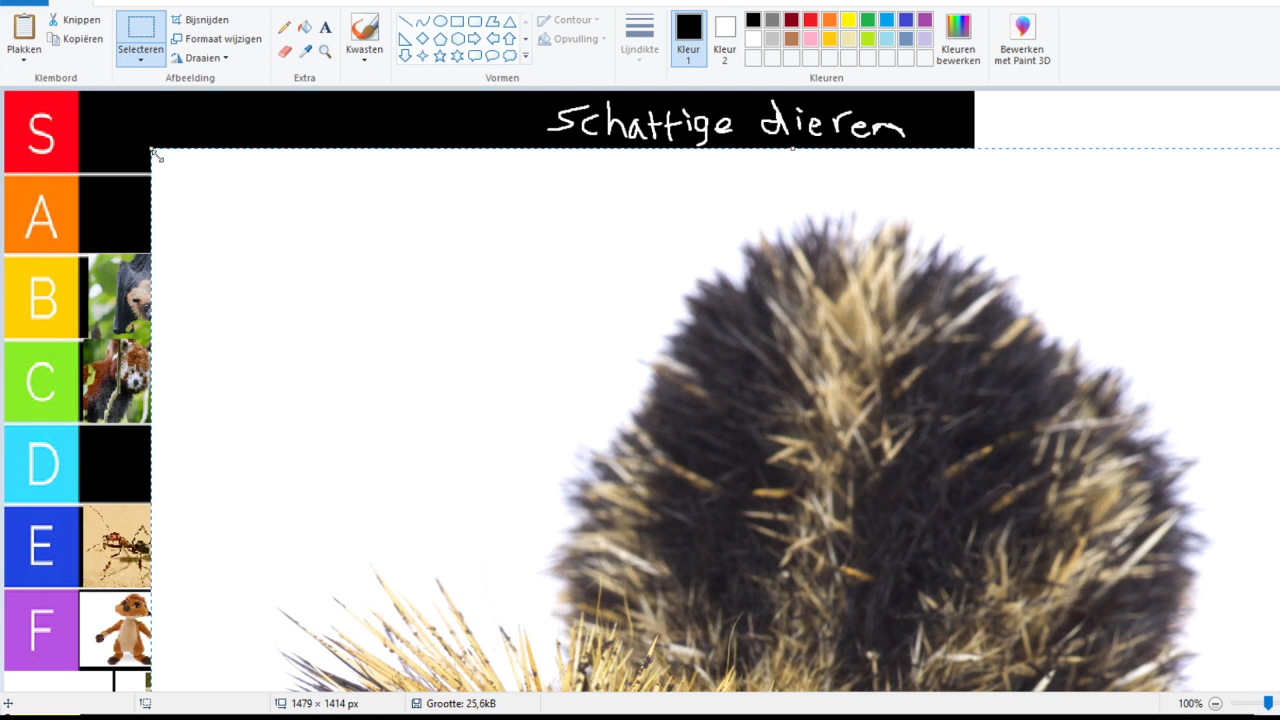 Plakken
Knippen
Kopiëren
Klembord
Selecteren
Bijsnijden
Formaat wijzigen
Draaien
Afbeelding
A
Extra
Kwasten
Vormen
Contour
Opvulling
Lijndikte
Kleur 1
Kleur 2
Kleuren bewerken
Kleuren
Bewerken met Paint 3D
Schattige dieren
S
A
B
C
D
E
F
1479 × 1414 px
Grootte: 25,6kB
100%